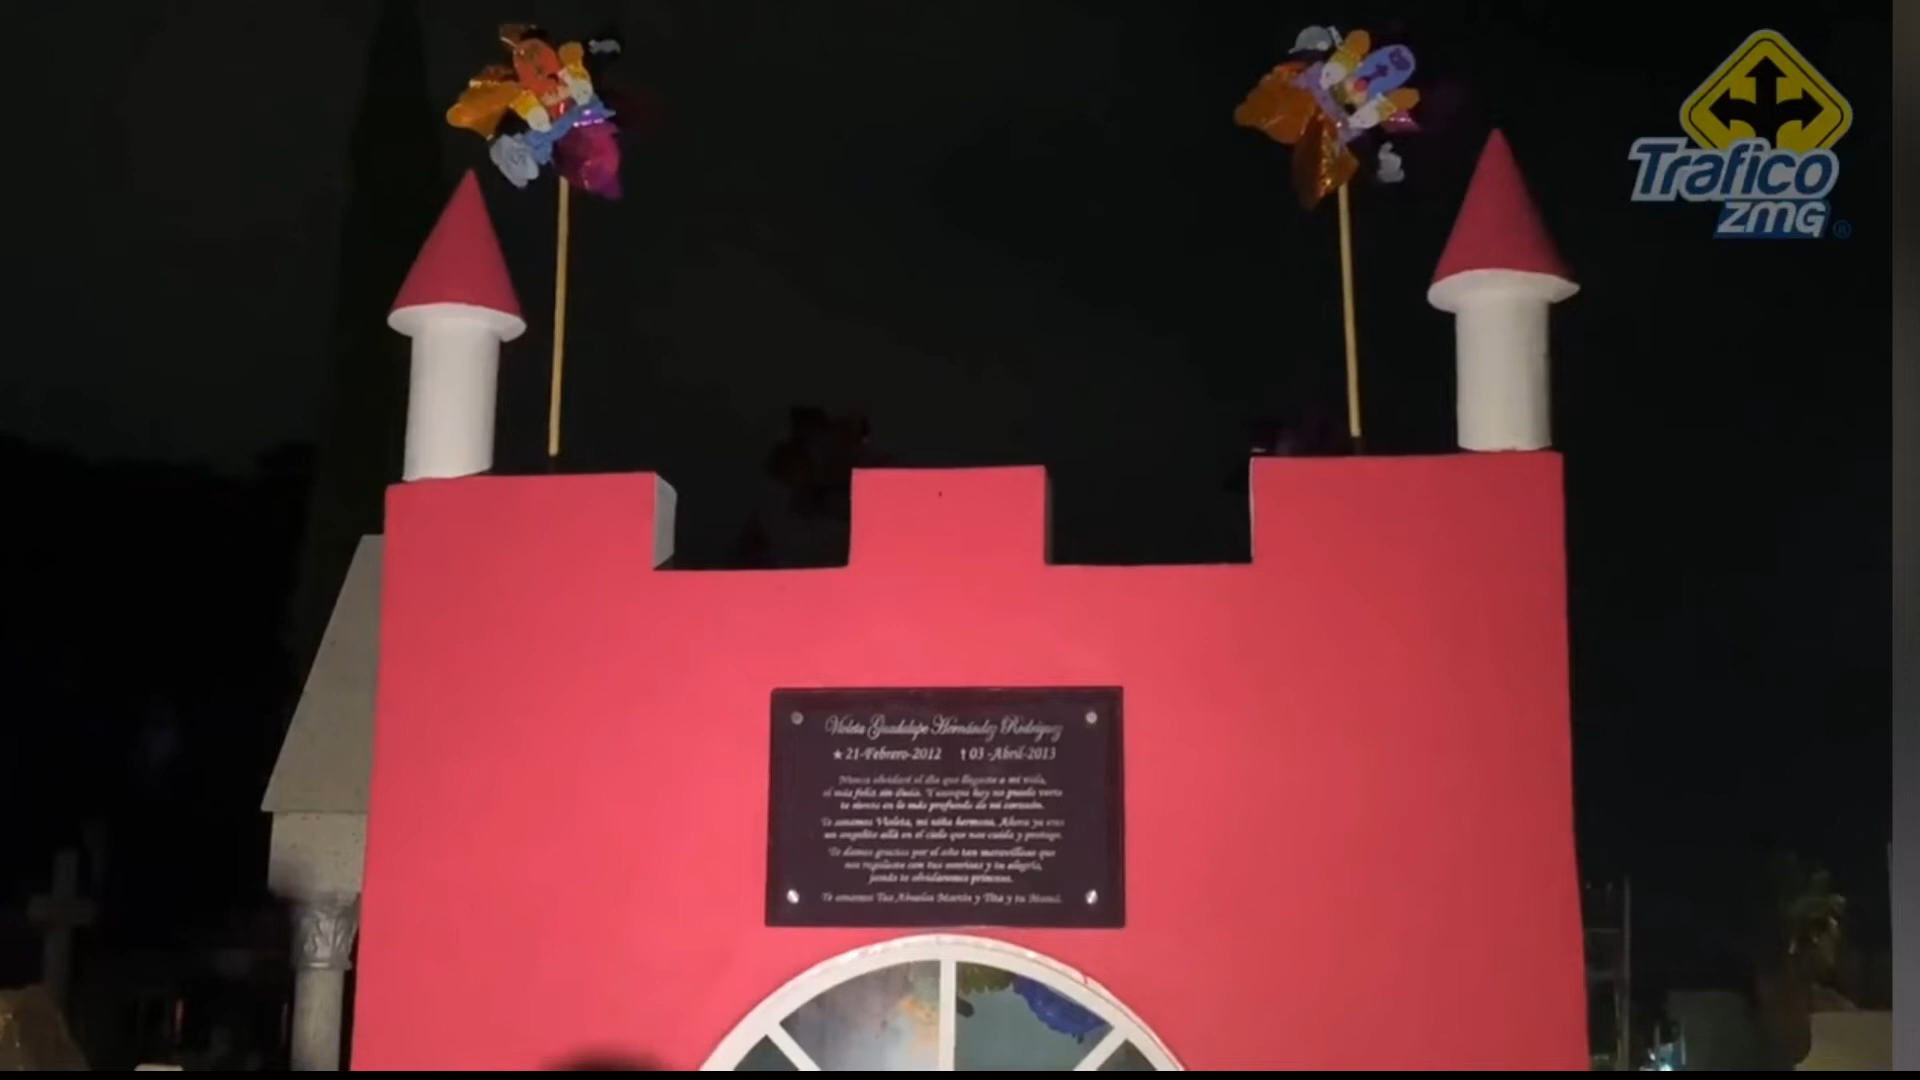 Trafico
ZMG ®
Violeta Guadalupe Hernández Rodríguez
★ 21-Febrero-2012 † 03-Abril-2013
Nunca olvidaré el día que llegaste a mi vida,
el más feliz sin duda. Y aunque hoy no puedo verte
te siento en lo más profundo de mi corazón.
Te amamos Violeta, mi niña hermosa. Ahora ya eres
un angelito allá en el cielo que nos cuida y protege.
Te damos gracias por el año tan maravilloso que
nos regalaste con tus sonrisas y tu alegría,
jamás te olvidaremos princesa.
Te amamos Tus Abuelos Martín y Tita y tu Mamá.